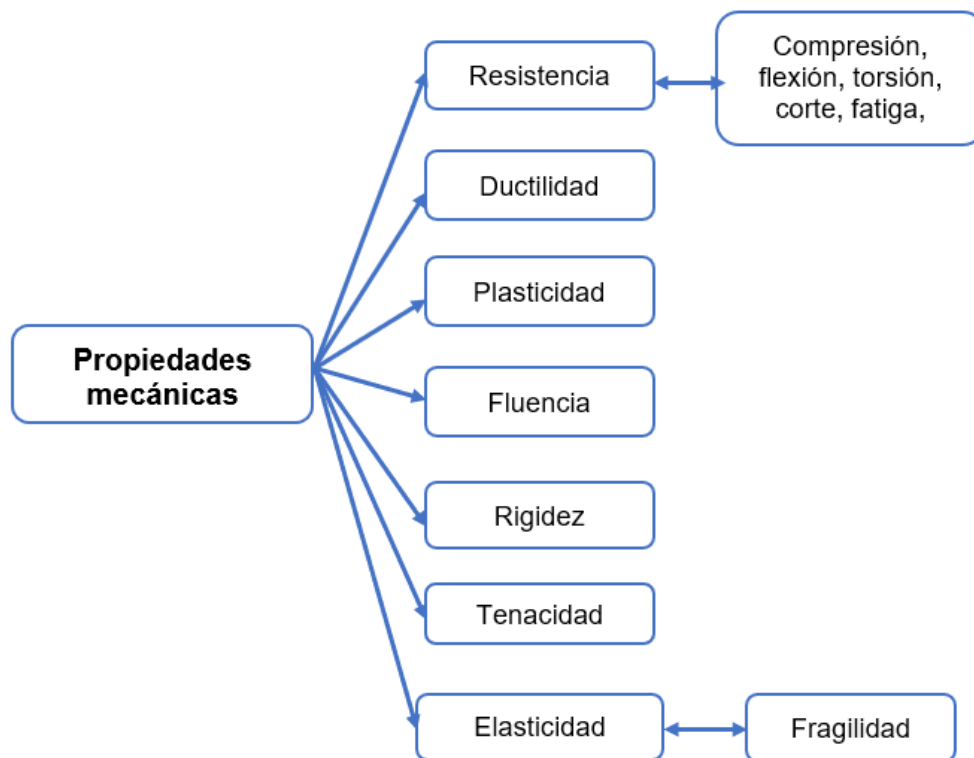 Propiedades
mecánicas
Resistencia
Compresión,
flexión, torsión,
corte, fatiga,
Ductilidad
Plasticidad
Fluencia
Rigidez
Tenacidad
Elasticidad
Fragilidad